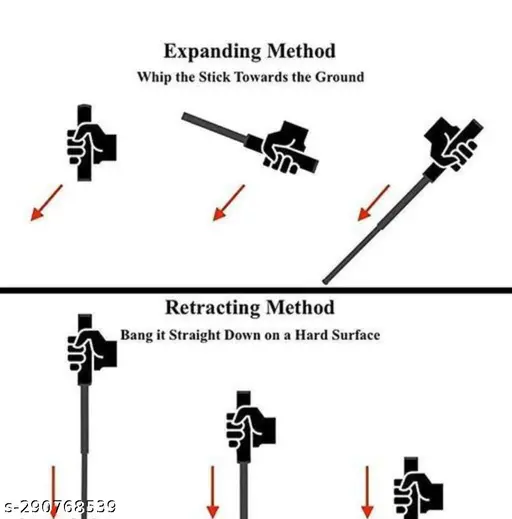 Expanding Method
Whip the Stick Towards the Ground
Retracting Method
Bang it Straight Down on a Hard Surface
s-290768539